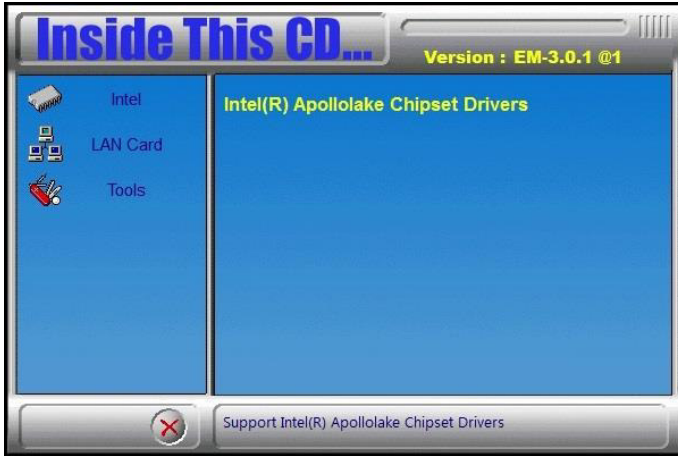 Inside This CD...
Version : EM-3.0.1 @1
Intel
LAN Card
Tools
Intel(R) Apollolake Chipset Drivers
Support Intel(R) Apollolake Chipset Drivers